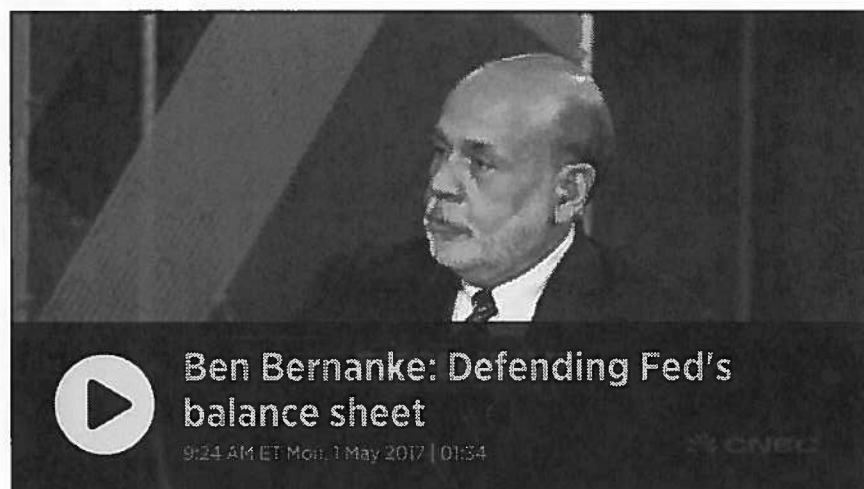 Ben Bernanke: Defending Fed's
balance sheet
9:24 AM ET Mon, 1 May 2017 | 01:34
CNBC